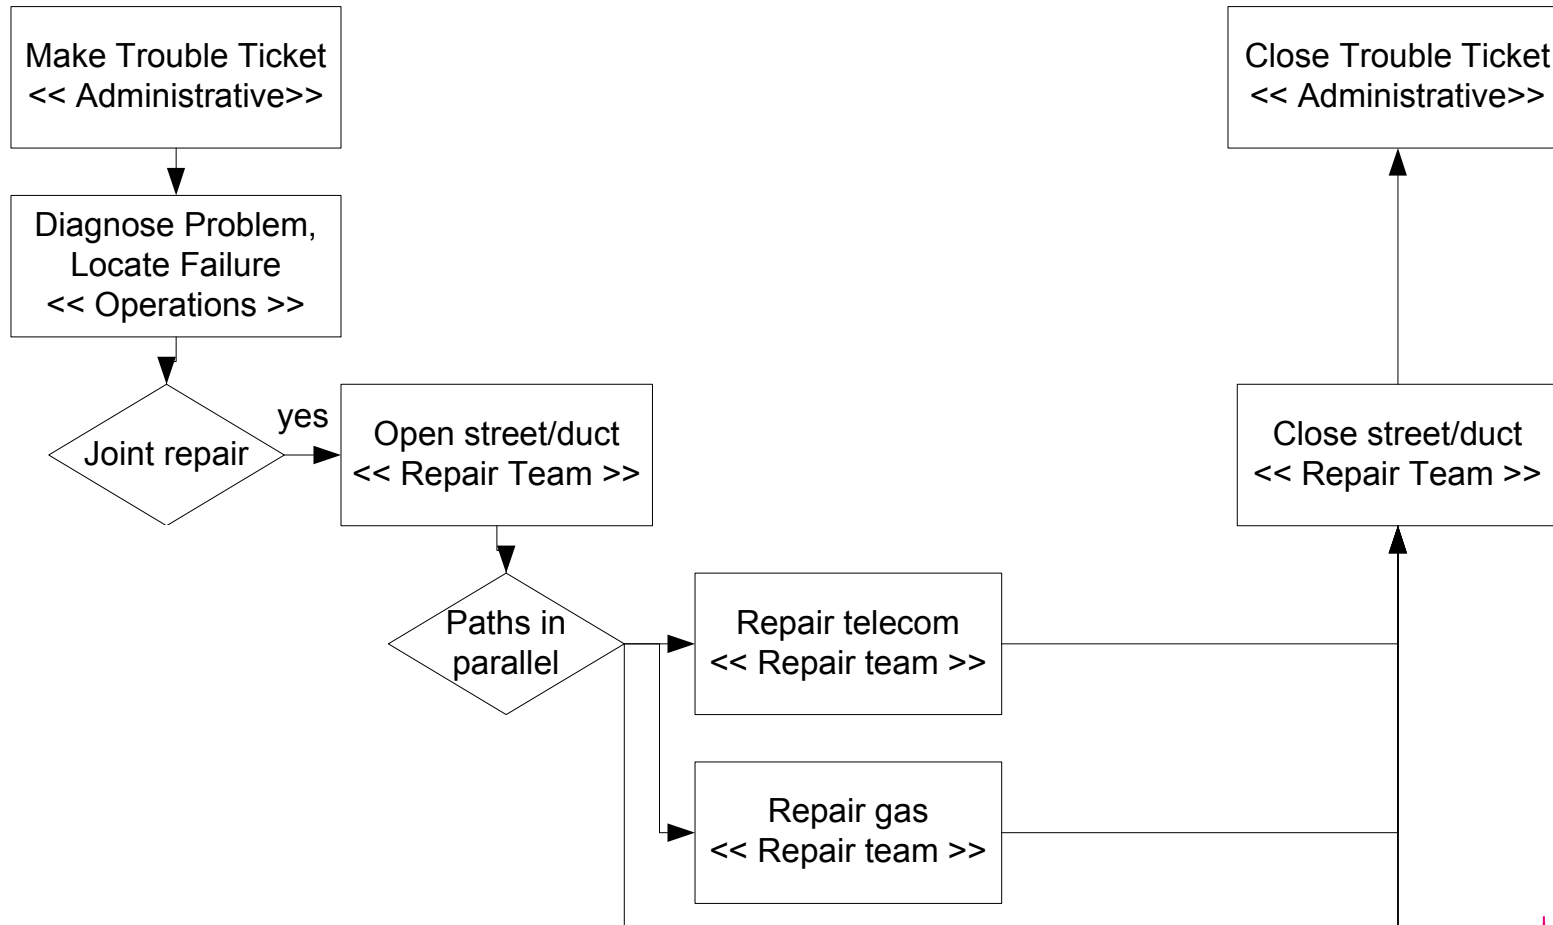 Make Trouble Ticket
<< Administrative>>
Close Trouble Ticket
<< Administrative>>
Diagnose Problem,
Locate Failure
<< Operations >>
Joint repair
yes
Open street/duct
<< Repair Team >>
Close street/duct
<< Repair Team >>
Paths in
parallel
Repair telecom
<< Repair team >>
Repair gas
<< Repair team >>